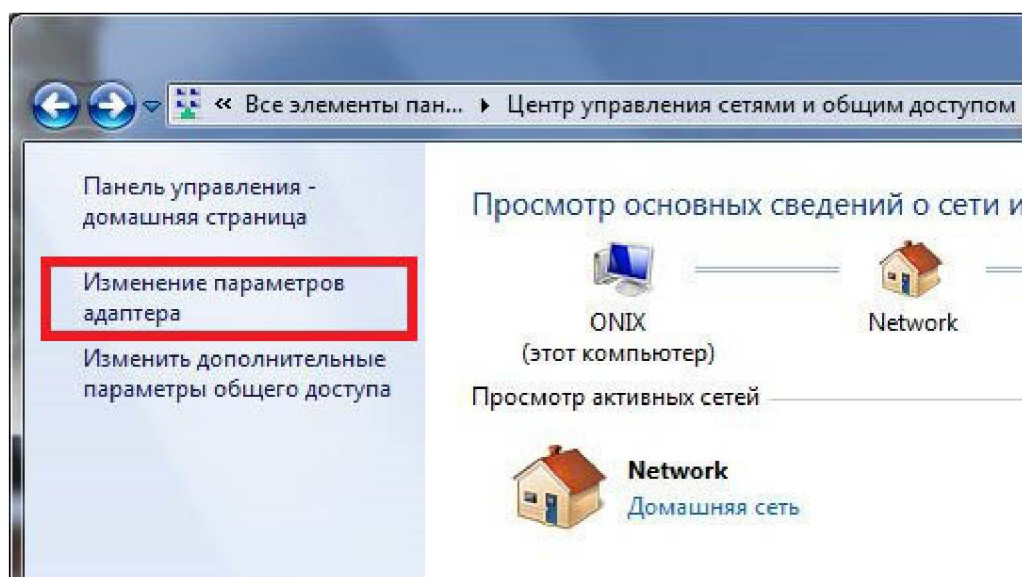 « Все элементы пан... ▸ Центр управления сетями и общим доступом
Панель управления -
домашняя страница
Изменение параметров
адаптера
Изменить дополнительные
параметры общего доступа
Просмотр основных сведений о сети и
ONIX
(этот компьютер)
Network
Просмотр активных сетей
Network
Домашняя сеть